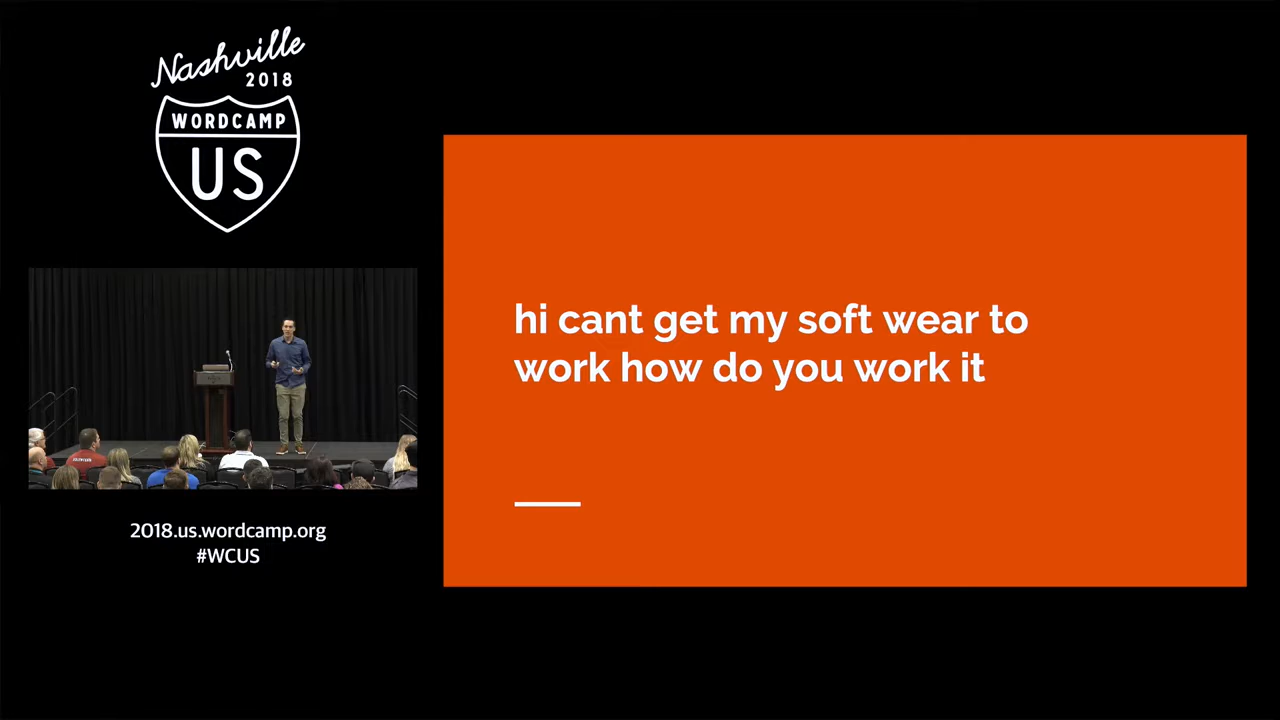 Nashville
2018
WORDCAMP
US
2018.us.wordcamp.org
#WCUS
hi cant get my soft wear to
work how do you work it